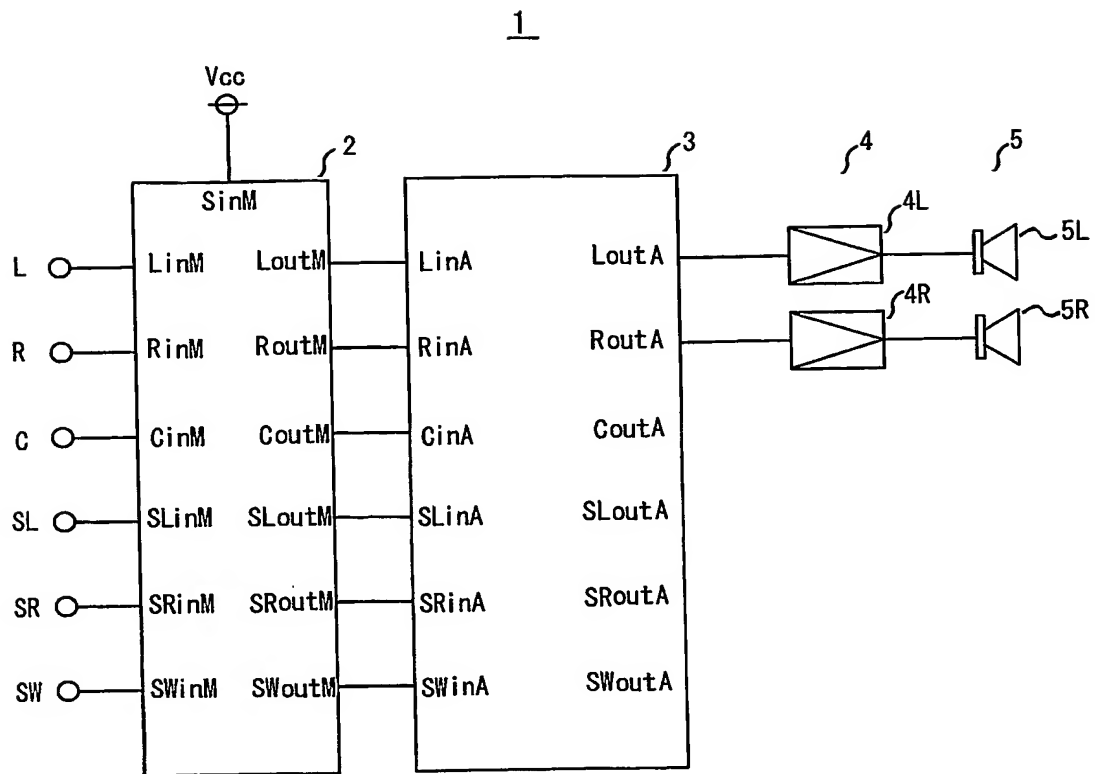 1
Vcc
2
3
4
5
SinM
4L
5L
L
LinM
LoutM
LinA
LoutA
4R
5R
R
RinM
RoutM
RinA
RoutA
C
CinM
CoutM
CinA
CoutA
SL
SLinM
SLoutM
SLinA
SLoutA
SR
SRinM
SRoutM
SRinA
SRoutA
SW
SWinM
SWoutM
SWinA
SWoutA